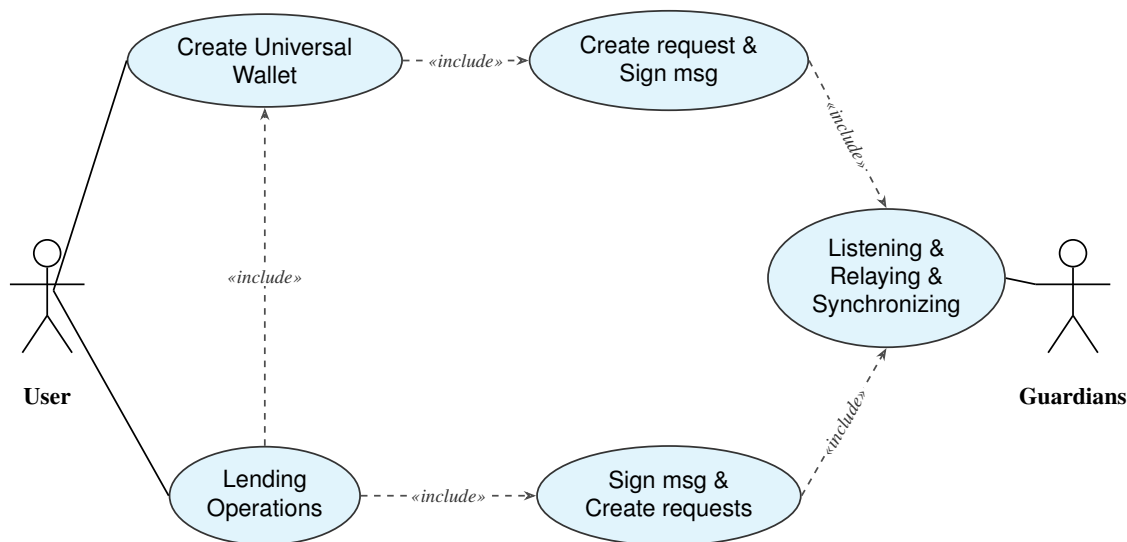 Create Universal
Wallet
«include»
Create request &
Sign msg
«include»
«include»
Listening &
Relaying &
Synchronizing
User
Guardians
«include»
Lending
Operations
«include»
Sign msg &
Create requests